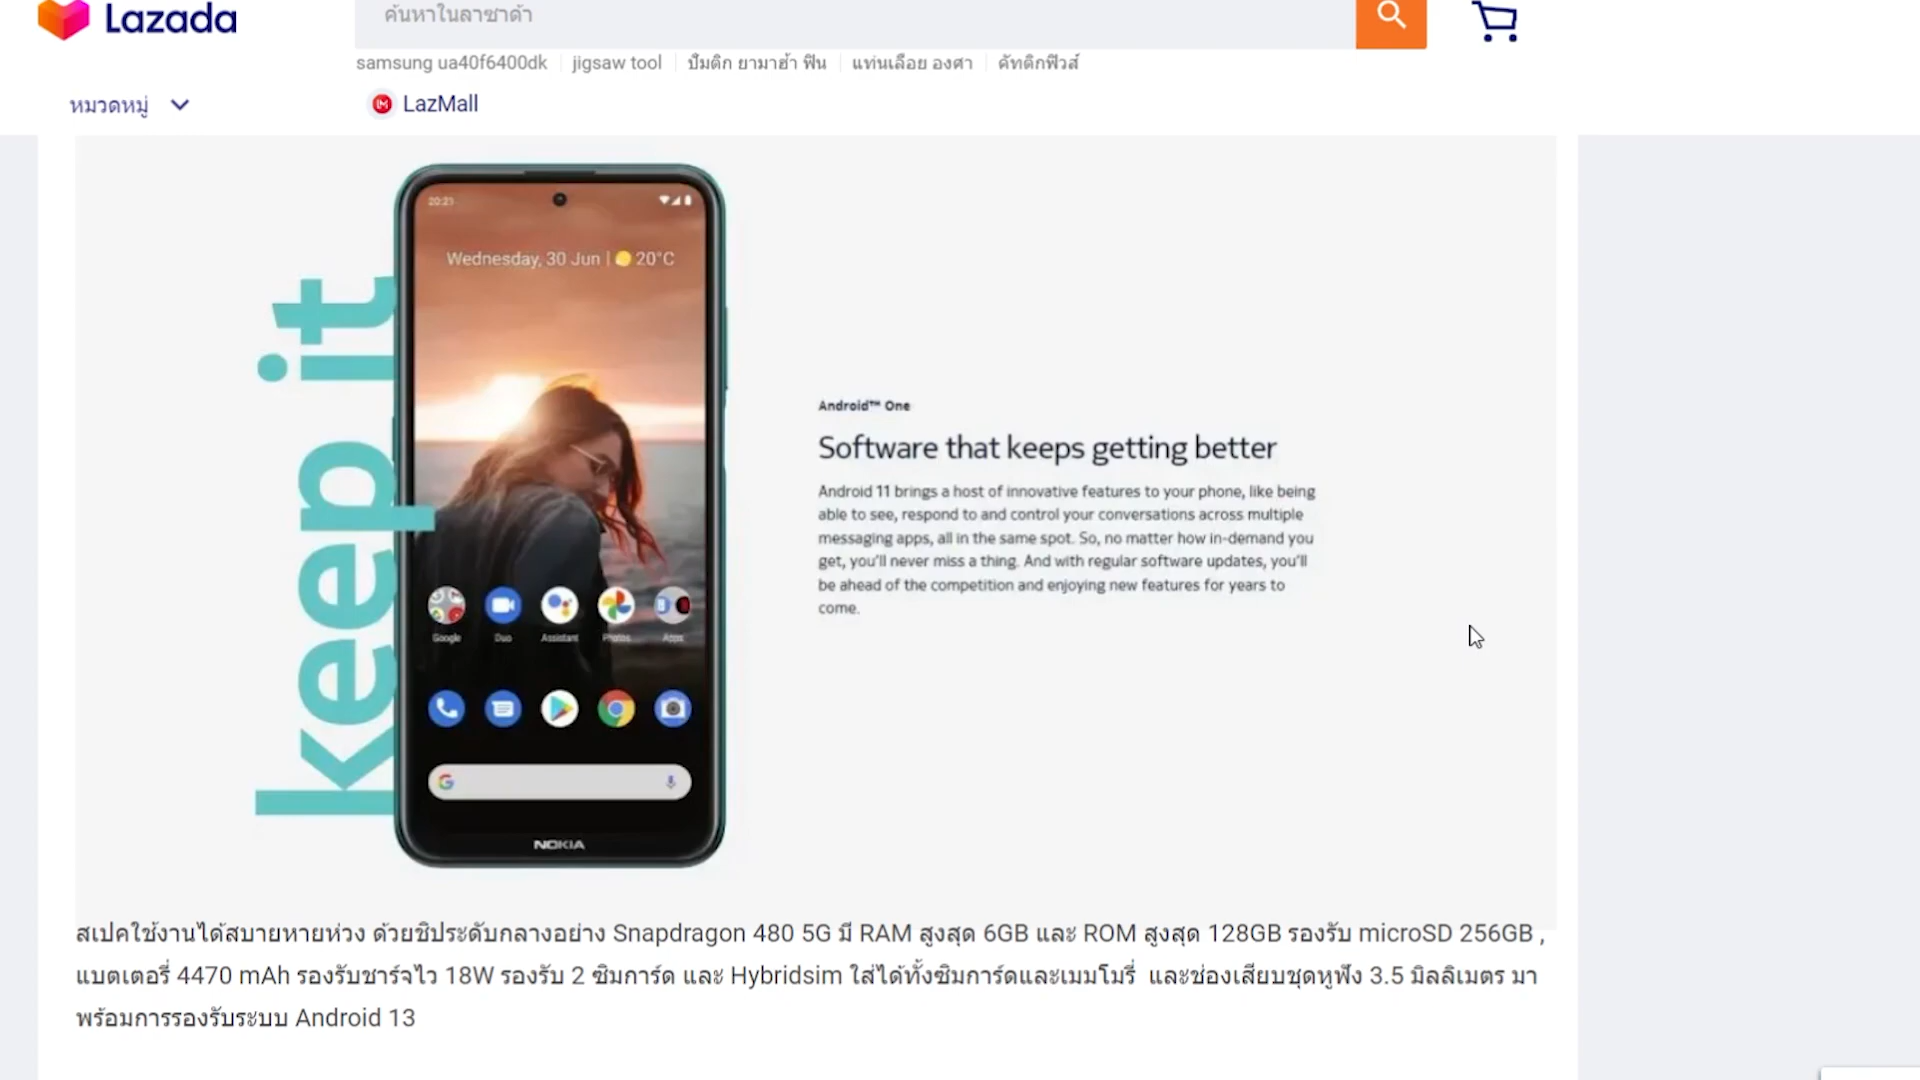 Lazada
ค้นหาในลาซาด้า
samsung ua40f6400dk
jigsaw tool
ปั๊มติก ยามาฮ้า ฟิน
แท่นเลื่อย องศา
คัทติกฟิวส์
หมวดหมู่
LazMall
20:21
Wednesday, 30 Jun | 20°C
keep it
Google
Duo
Assistant
Photos
Apps
NOKIA
Android™ One
Software that keeps getting better
Android 11 brings a host of innovative features to your phone, like being
able to see, respond to and control your conversations across multiple
messaging apps, all in the same spot. So, no matter how in-demand you
get, you'll never miss a thing. And with regular software updates, you'll
be ahead of the competition and enjoying new features for years to
come.
สเปคใช้งานได้สบายหายห่วง ด้วยชิประดับกลางอย่าง Snapdragon 480 5G มี RAM สูงสุด 6GB และ ROM สูงสุด 128GB รองรับ microSD 256GB ,
แบตเตอรี่ 4470 mAh รองรับชาร์จไว 18W รองรับ 2 ซิมการ์ด และ Hybridsim ใส่ได้ทั้งซิมการ์ดและเมมโมรี่ และช่องเสียบชุดหูฟัง 3.5 มิลลิเมตร มา
พร้อมการรองรับระบบ Android 13